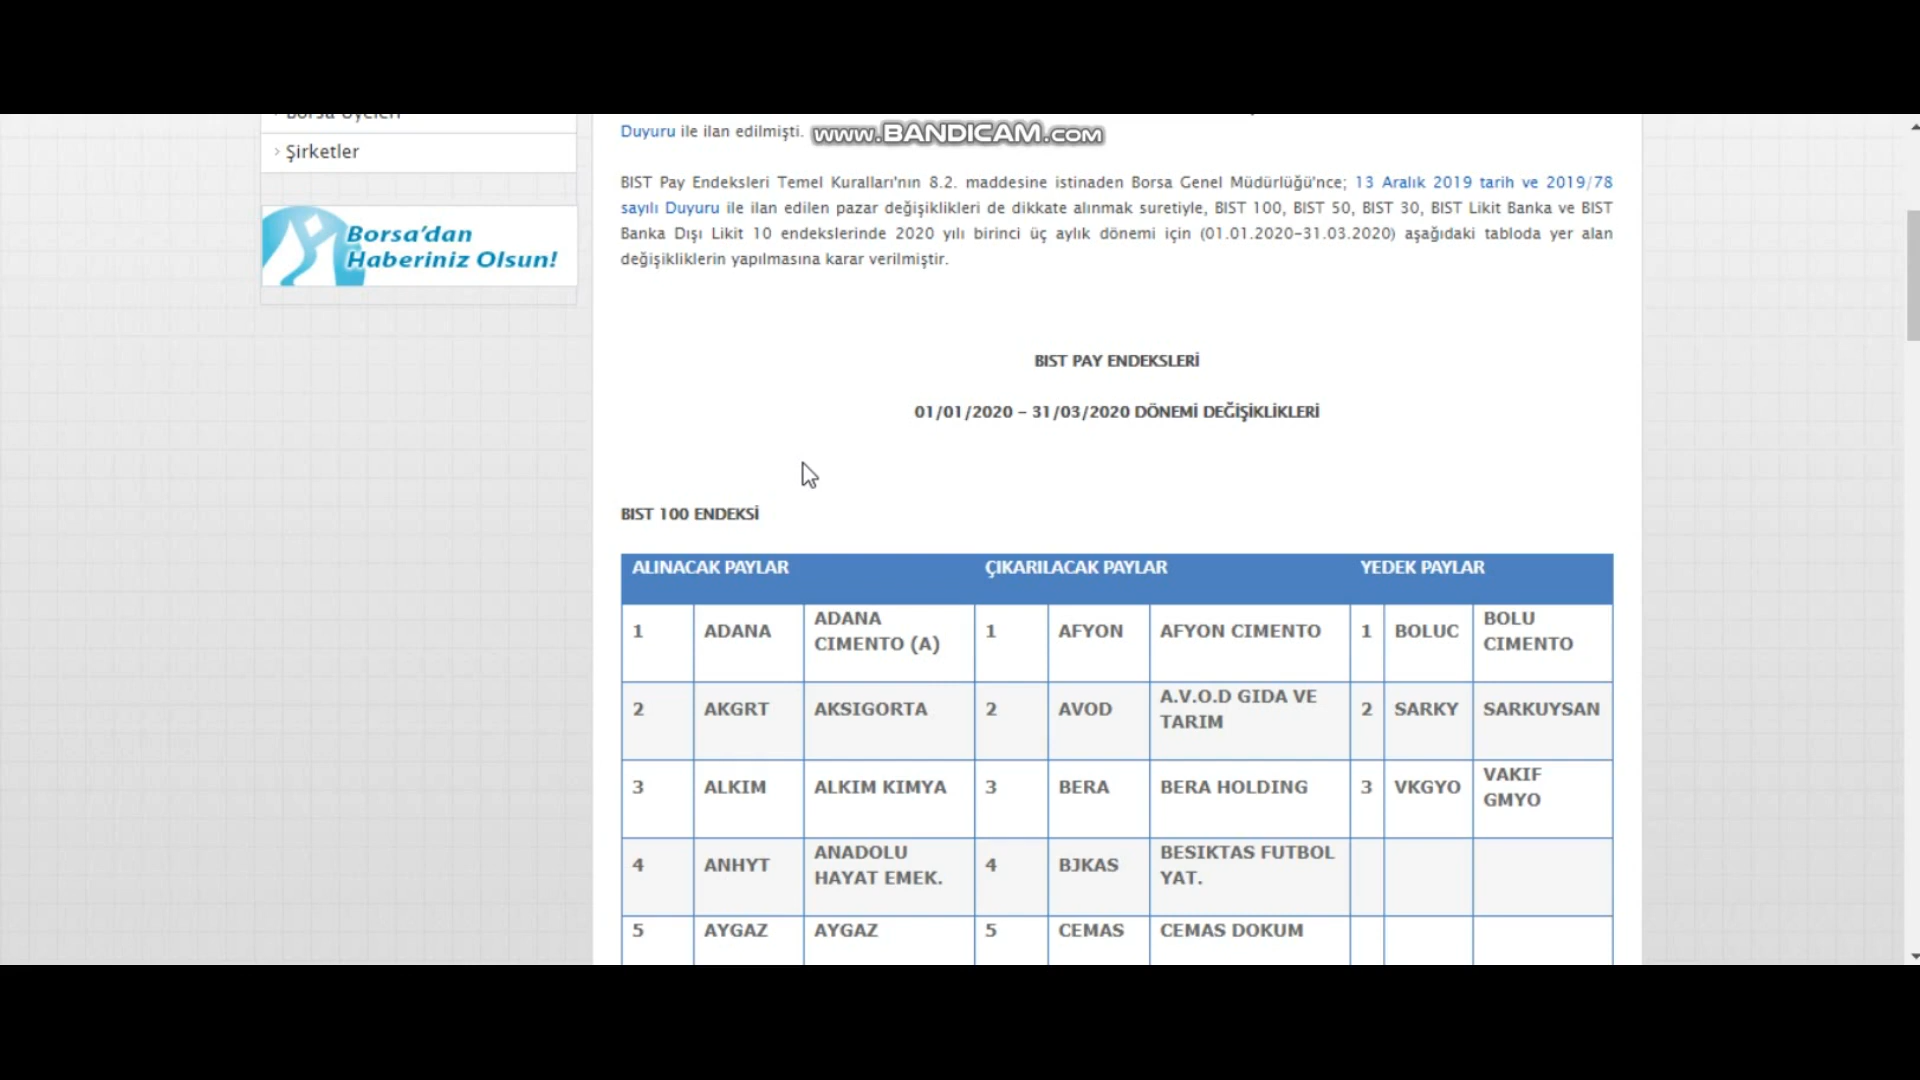 Şirketler
Borsa'dan
Haberiniz Olsun!
Duyuru ile ilan edilmişti.
www.BANDICAM.com
BIST Pay Endeksleri Temel Kuralları'nın 8.2. maddesine istinaden Borsa Genel Müdürlüğü'nce; 13 Aralık 2019 tarih ve 2019/78
sayılı Duyuru ile ilan edilen pazar değişiklikleri de dikkate alınmak suretiyle, BIST 100, BIST 50, BIST 30, BIST Likit Banka ve BIST
Banka Dışı Likit 10 endekslerinde 2020 yılı birinci üç aylık dönemi için (01.01.2020-31.03.2020) aşağıdaki tabloda yer alan
değişikliklerin yapılmasına karar verilmiştir.
BIST PAY ENDEKSLERİ
01/01/2020 – 31/03/2020 DÖNEMİ DEĞİŞİKLİKLERİ
BIST 100 ENDEKSİ
ALINACAK PAYLAR ÇIKARILACAK PAYLAR YEDEK PAYLAR
1 ADANA ADANA CIMENTO (A) 1 AFYON AFYON CIMENTO 1 BOLUC BOLU CIMENTO
2 AKGRT AKSIGORTA 2 AVOD A.V.O.D GIDA VE TARIM 2 SARKY SARKUYSAN
3 ALKIM ALKIM KIMYA 3 BERA BERA HOLDING 3 VKGYO VAKIF GMYO
4 ANHYT ANADOLU HAYAT EMEK. 4 BJKAS BESIKTAS FUTBOL YAT.
5 AYGAZ AYGAZ 5 CEMAS CEMAS DOKUM